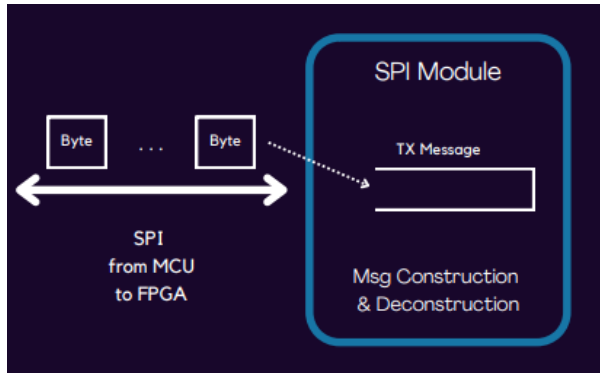 SPI Module
Byte ... Byte
TX Message
SPI
from MCU
to FPGA
Msg Construction
& Deconstruction